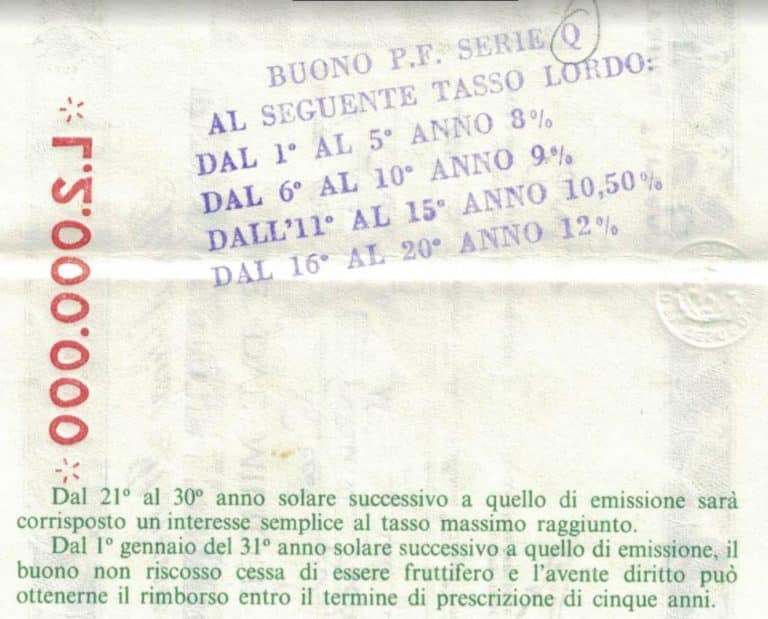 BUONO P.F. SERIE Q
AL SEGUENTE TASSO LORDO:
DAL 1° AL 5° ANNO 8%
DAL 6° AL 10° ANNO 9%
DALL'11° AL 15° ANNO 10,50%
DAL 16° AL 20° ANNO 12%
L.2.000.000
Dal 21° al 30° anno solare successivo a quello di emissione sarà
corrisposto un interesse semplice al tasso massimo raggiunto.
Dal 1° gennaio del 31° anno solare successivo a quello di emissione, il
buono non riscosso cessa di essere fruttifero e l'avente diritto può
ottenerne il rimborso entro il termine di prescrizione di cinque anni.